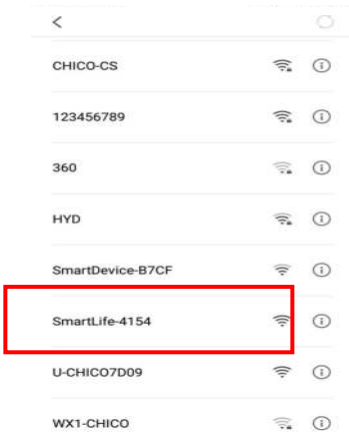 CHICO-CS
123456789
360
HYD
SmartDevice-B7CF
SmartLife-4154
U-CHICO7D09
WX1-CHICO